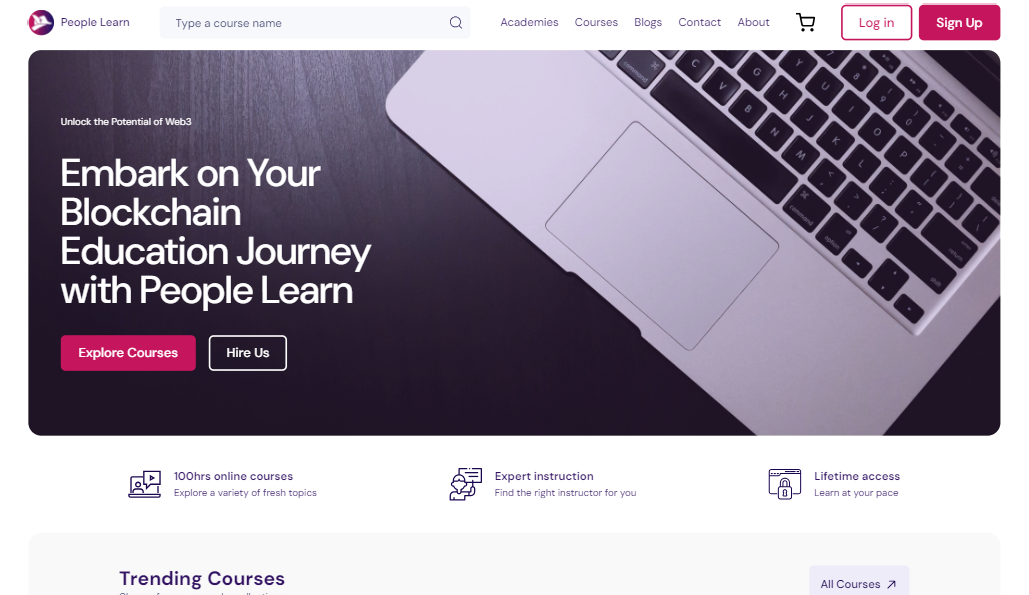 People Learn
Type a course name
Academies Courses Blogs Contact About
Log in
Sign Up
Unlock the Potential of Web3
Embark on Your
Blockchain
Education Journey
with People Learn
Explore Courses
Hire Us
100hrs online courses
Explore a variety of fresh topics
Expert instruction
Find the right instructor for you
Lifetime access
Learn at your pace
Trending Courses
All Courses